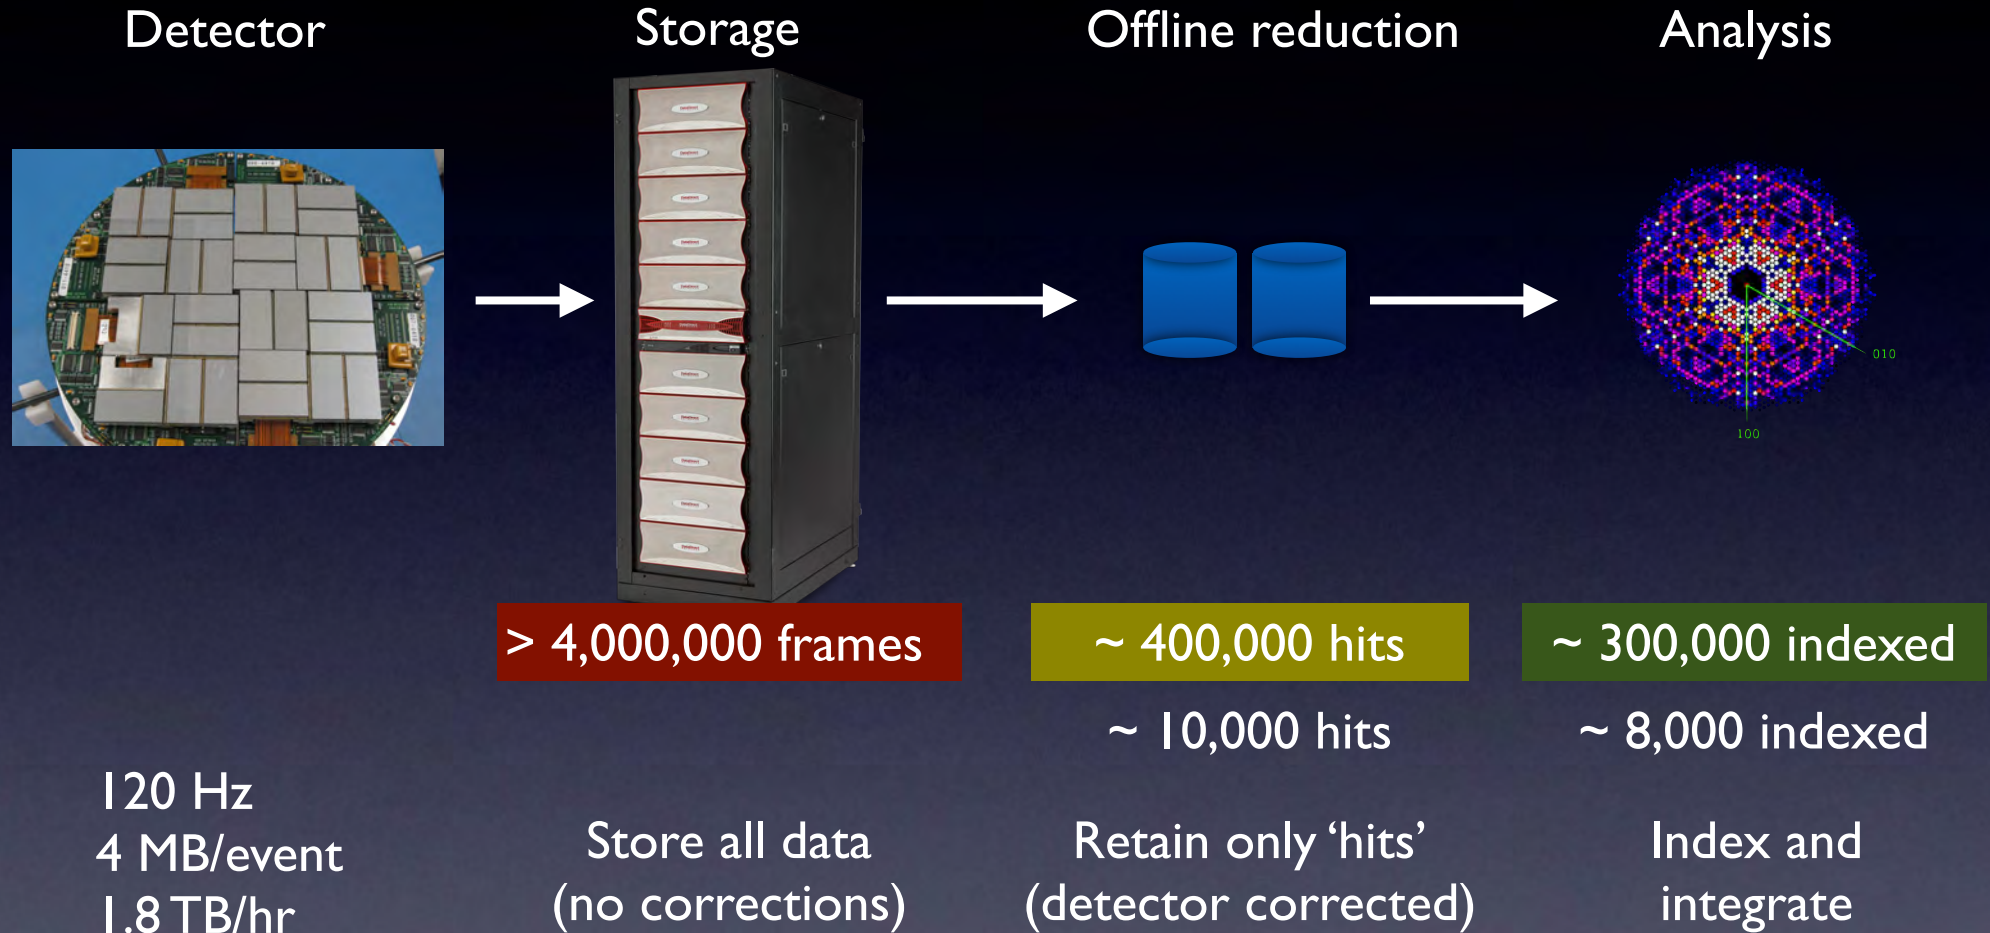 Detector
Storage
Offline reduction
Analysis
010
100
> 4,000,000 frames
~ 400,000 hits
~ 300,000 indexed
~ 10,000 hits
~ 8,000 indexed
120 Hz
4 MB/event
1.8 TB/hr
Store all data
(no corrections)
Retain only ‘hits’
(detector corrected)
Index and
integrate